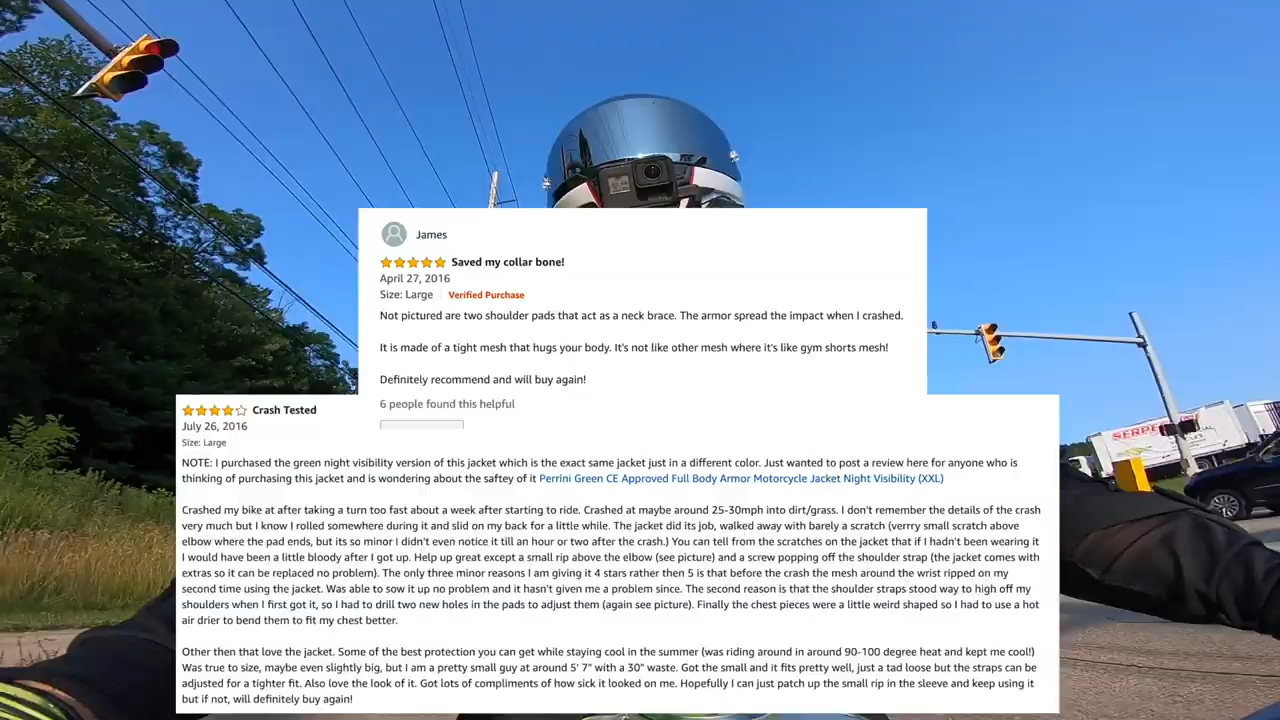 James
Saved my collar bone!
April 27, 2016
Size: Large Verified Purchase
Not pictured are two shoulder pads that act as a neck brace. The armor spread the impact when I crashed.
It is made of a tight mesh that hugs your body. It's not like other mesh where it's like gym shorts mesh!
Definitely recommend and will buy again!
6 people found this helpful
Crash Tested
July 26, 2016
Size: Large
NOTE: I purchased the green night visibility version of this jacket which is the exact same jacket just in a different color. Just wanted to post a review here for anyone who is
thinking of purchasing this jacket and is wondering about the saftey of it Perrini Green CE Approved Full Body Armor Motorcycle Jacket Night Visibility (XXL)
Crashed my bike at after taking a turn too fast about a week after starting to ride. Crashed at maybe around 25-30mph into dirt/grass. I don't remember the details of the crash
very much but I know I rolled somewhere during it and slid on my back for a little while. The jacket did its job, walked away with barely a scratch (verrry small scratch above
elbow where the pad ends, but its so minor I didn't even notice it till an hour or two after the crash.) You can tell from the scratches on the jacket that if I hadn't been wearing it
I would have been a little bloody after I got up. Help up great except a small rip above the elbow (see picture) and a screw popping off the shoulder strap (the jacket comes with
extras so it can be replaced no problem). The only three minor reasons I am giving it 4 stars rather then 5 is that before the crash the mesh around the wrist ripped on my
second time using the jacket. Was able to sow it up no problem and it hasn't given me a problem since. The second reason is that the shoulder straps stood way to high off my
shoulders when I first got it, so I had to drill two new holes in the pads to adjust them (again see picture). Finally the chest pieces were a little weird shaped so I had to use a hot
air drier to bend them to fit my chest better.
Other then that love the jacket. Some of the best protection you can get while staying cool in the summer (was riding around in around 90-100 degree heat and kept me cool!)
Was true to size, maybe even slightly big, but I am a pretty small guy at around 5' 7" with a 30" waste. Got the small and it fits pretty well, just a tad loose but the straps can be
adjusted for a tighter fit. Also love the look of it. Got lots of compliments of how sick it looked on me. Hopefully I can just patch up the small rip in the sleeve and keep using it
but if not, will definitely buy again!